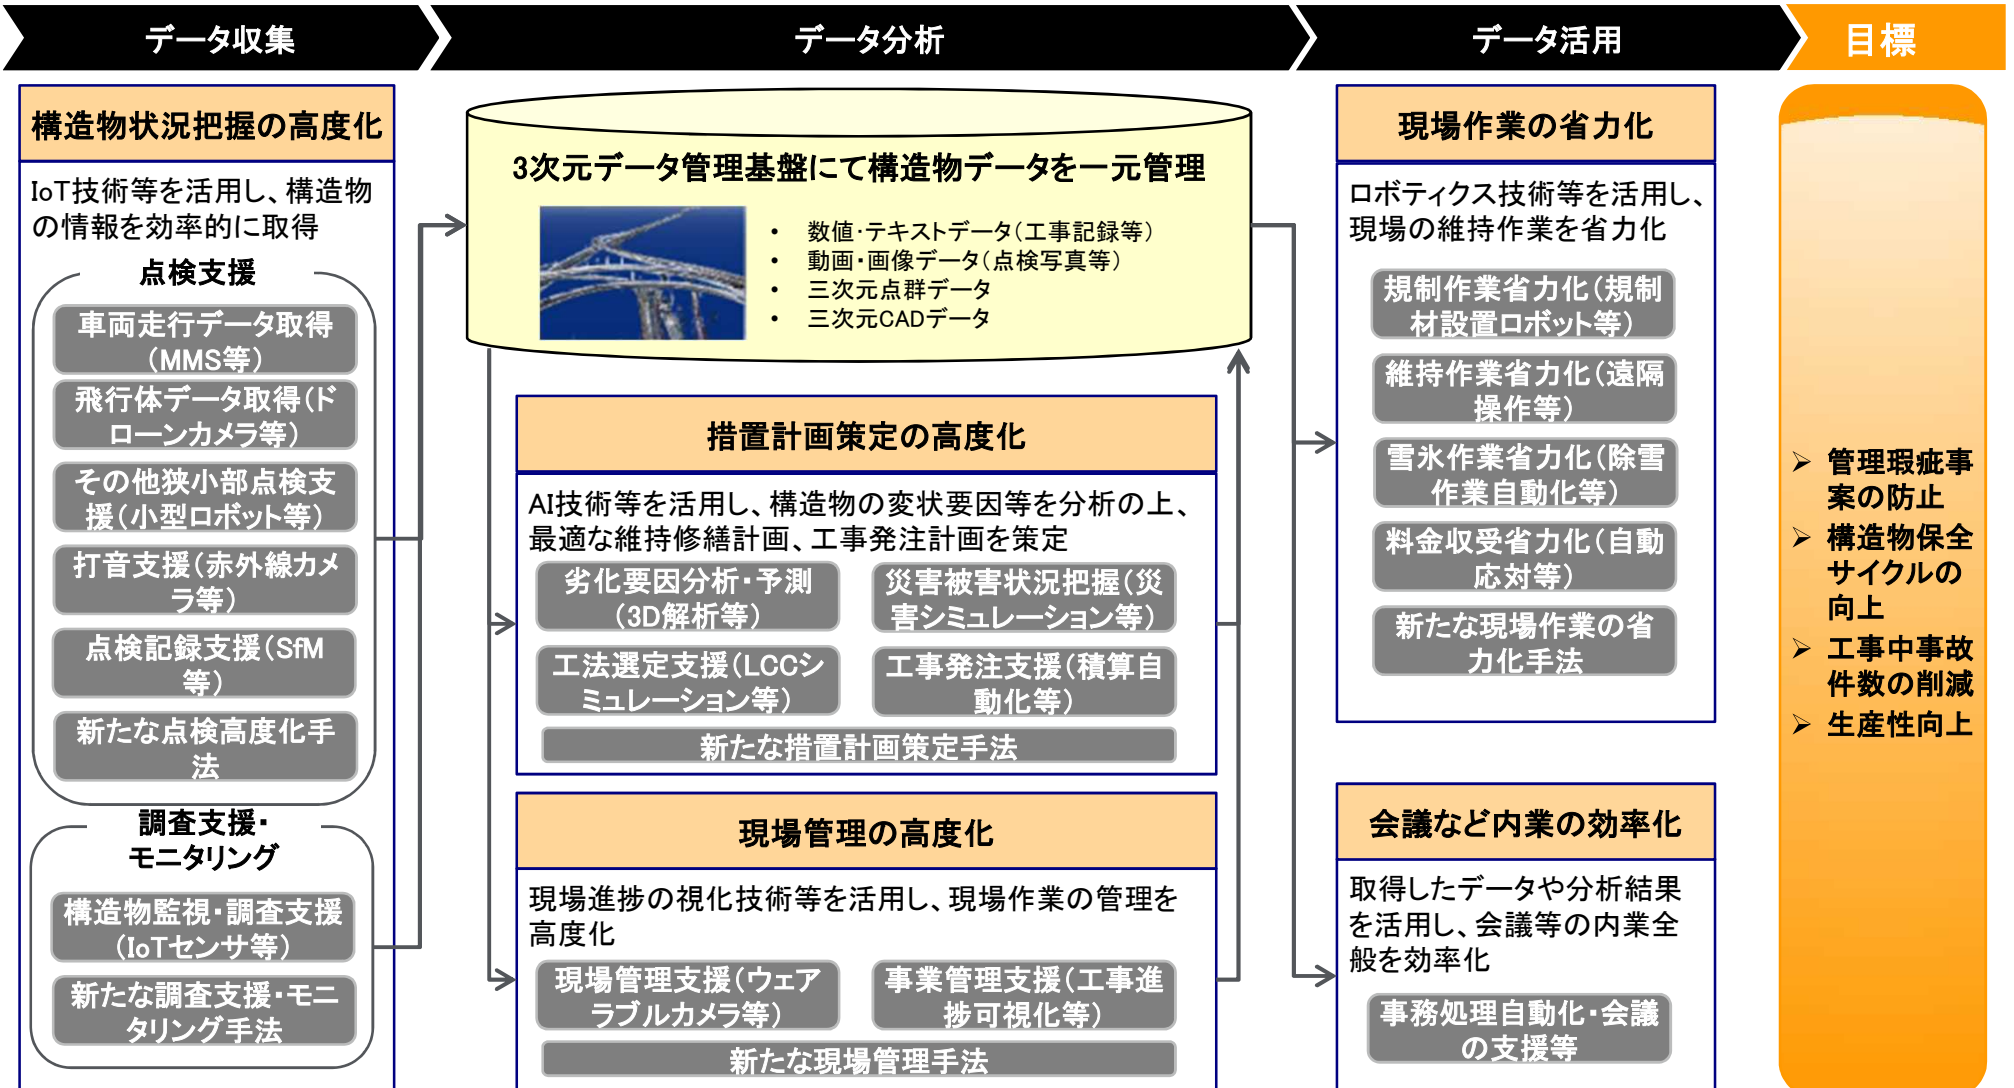 データ収集
データ分析
データ活用
目標
構造物状況把握の高度化
IoT技術等を活用し、構造物
の情報を効率的に取得
点検支援
車両走行データ取得
（MMS等）
飛行体データ取得（ド
ローンカメラ等）
その他狭小部点検支
援（小型ロボット等）
打音支援（赤外線カメ
ラ等）
点検記録支援（SfM
等）
新たな点検高度化手
法
調査支援・
モニタリング
構造物監視・調査支援
（IoTセンサ等）
新たな調査支援・モニ
タリング手法
3次元データ管理基盤にて構造物データを一元管理
• 数値・テキストデータ（工事記録等）
• 動画・画像データ（点検写真等）
• 三次元点群データ
• 三次元CADデータ
措置計画策定の高度化
AI技術等を活用し、構造物の変状要因等を分析の上、
最適な維持修繕計画、工事発注計画を策定
劣化要因分析・予測
（3D解析等）
災害被害状況把握（災
害シミュレーション等）
工法選定支援（LCCシ
ミュレーション等）
工事発注支援（積算自
動化等）
新たな措置計画策定手法
現場管理の高度化
現場進捗の視化技術等を活用し、現場作業の管理を
高度化
現場管理支援（ウェア
ラブルカメラ等）
事業管理支援（工事進
捗可視化等）
新たな現場管理手法
現場作業の省力化
ロボティクス技術等を活用し、
現場の維持作業を省力化
規制作業省力化（規制
材設置ロボット等）
維持作業省力化（遠隔
操作等）
雪氷作業省力化（除雪
作業自動化等）
料金収受省力化（自動
応対等）
新たな現場作業の省
力化手法
会議など内業の効率化
取得したデータや分析結果
を活用し、会議等の内業全
般を効率化
事務処理自動化・会議
の支援等
➢ 管理瑕疵事
案の防止
➢ 構造物保全
サイクルの
向上
➢ 工事中事故
件数の削減
➢ 生産性向上